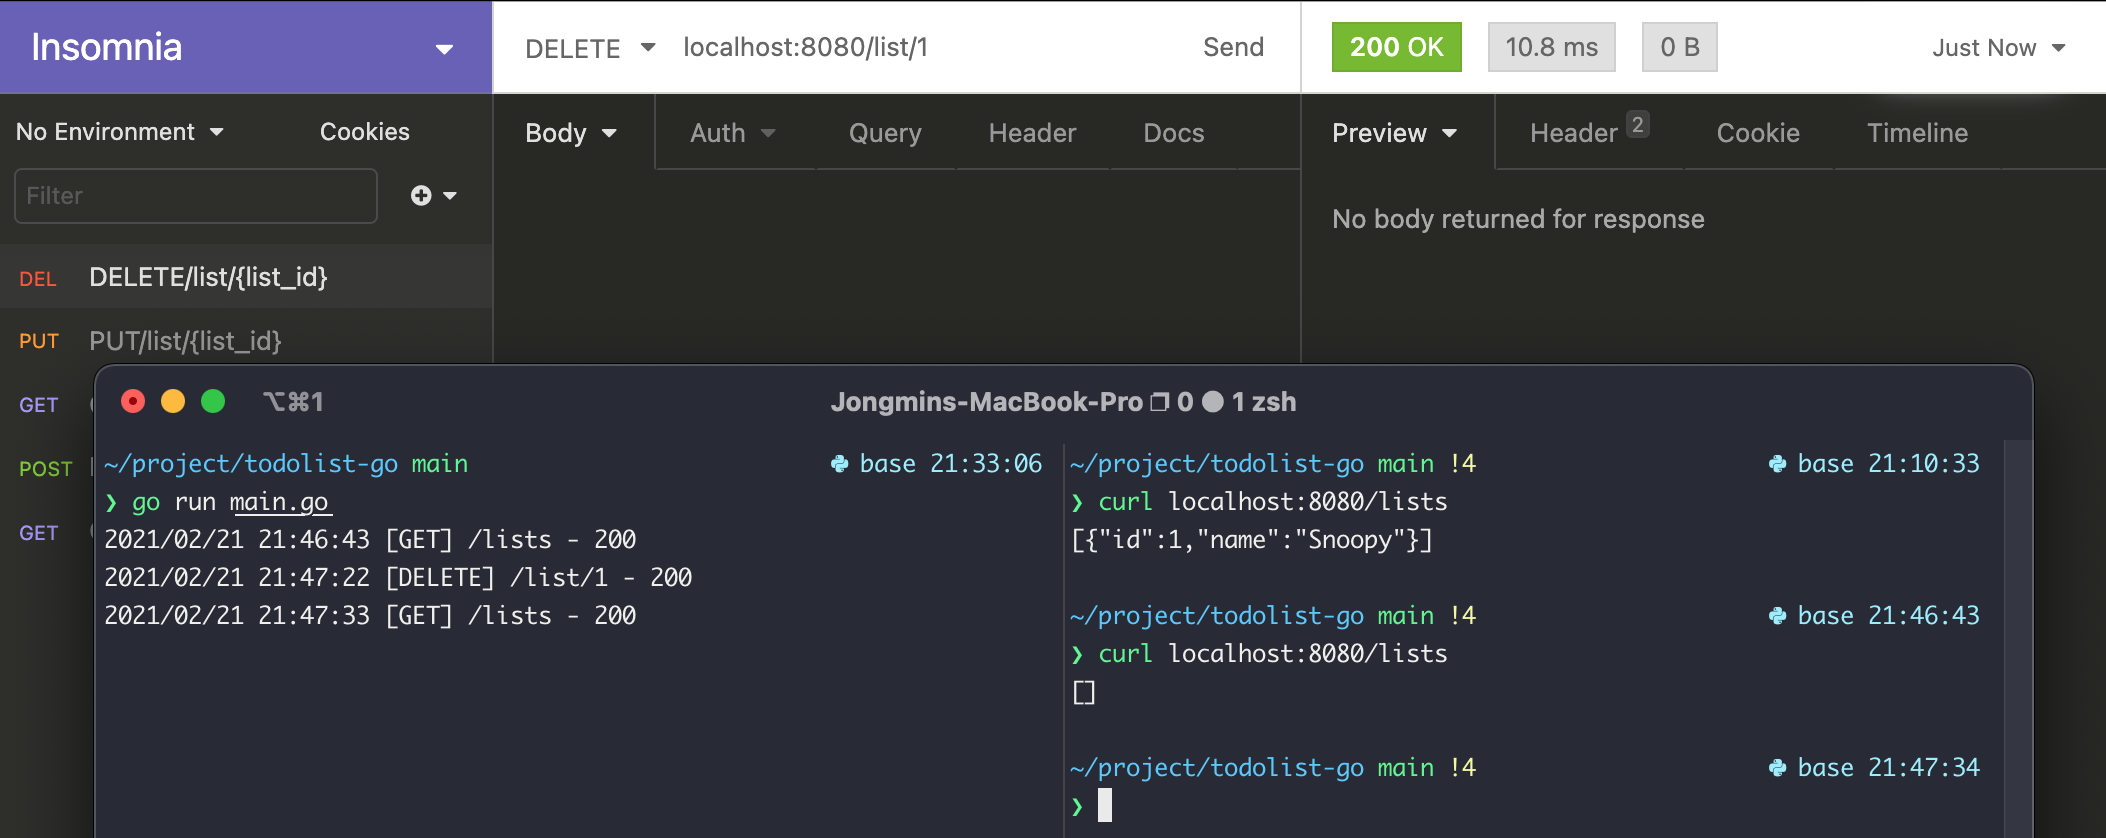 Insomnia
DELETE localhost:8080/list/1 Send
200 OK 10.8 ms 0 B Just Now
No Environment Cookies
Body Auth Query Header Docs
Preview Header 2 Cookie Timeline
Filter
No body returned for response
DEL DELETE/list/{list_id}
PUT PUT/list/{list_id}
GET
POST
GET
⌥⌘1 Jongmins-MacBook-Pro 0 1 zsh
~/project/todolist-go main base 21:33:06
❯ go run main.go
2021/02/21 21:46:43 [GET] /lists - 200
2021/02/21 21:47:22 [DELETE] /list/1 - 200
2021/02/21 21:47:33 [GET] /lists - 200
~/project/todolist-go main !4 base 21:10:33
❯ curl localhost:8080/lists
[{"id":1,"name":"Snoopy"}]
~/project/todolist-go main !4 base 21:46:43
❯ curl localhost:8080/lists
[]
~/project/todolist-go main !4 base 21:47:34
❯